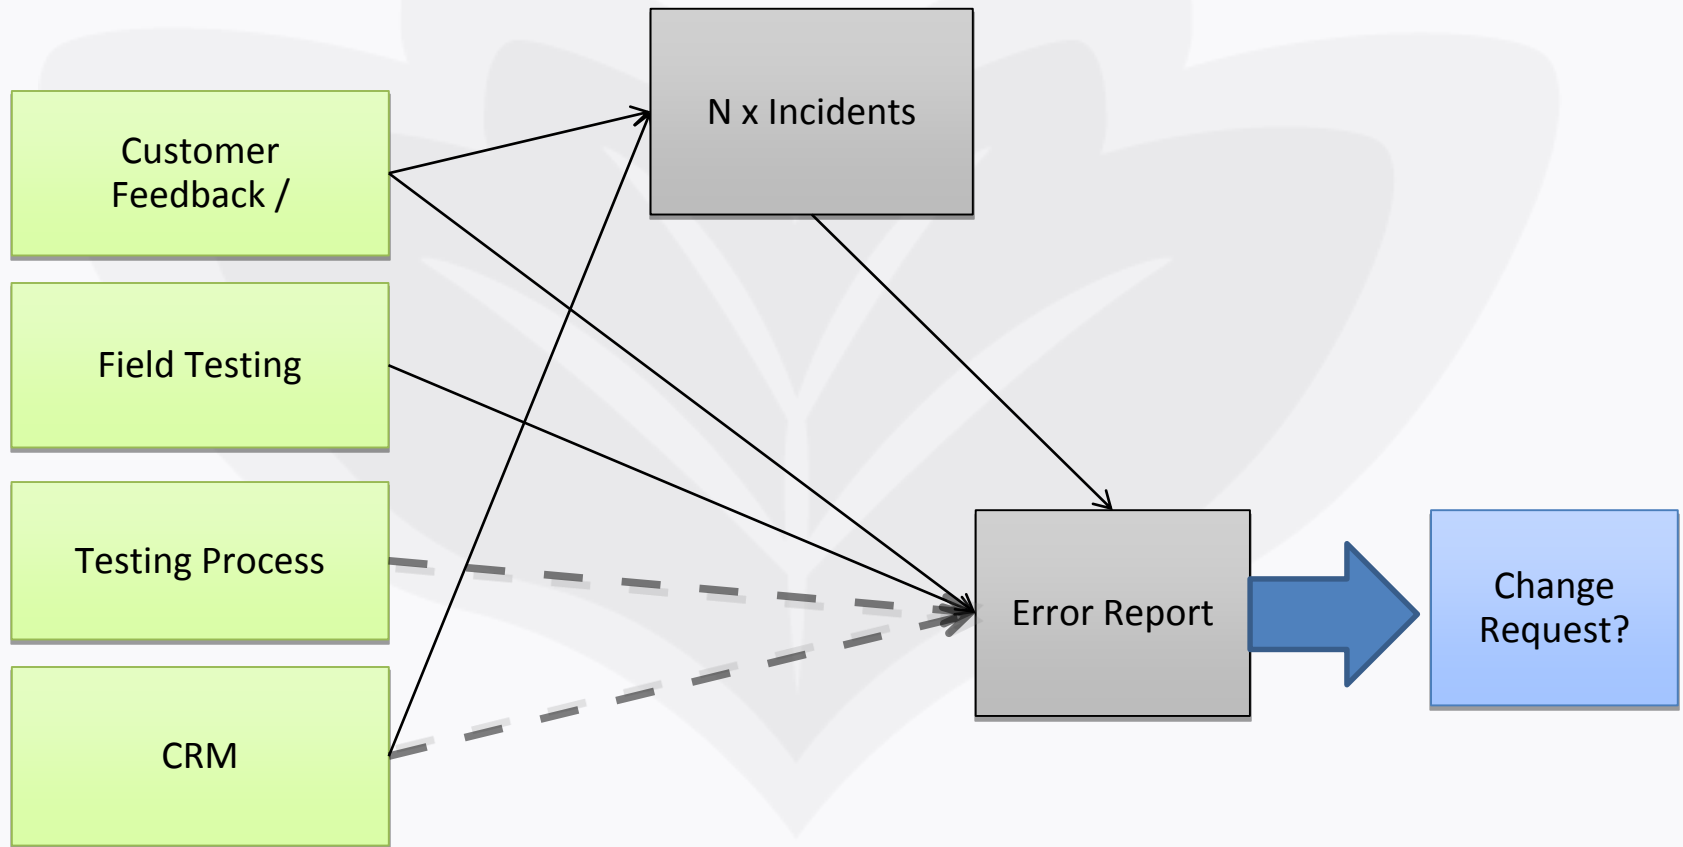 N x Incidents
Customer
Feedback /
Field Testing
Testing Process
Error Report
Change
Request?
CRM